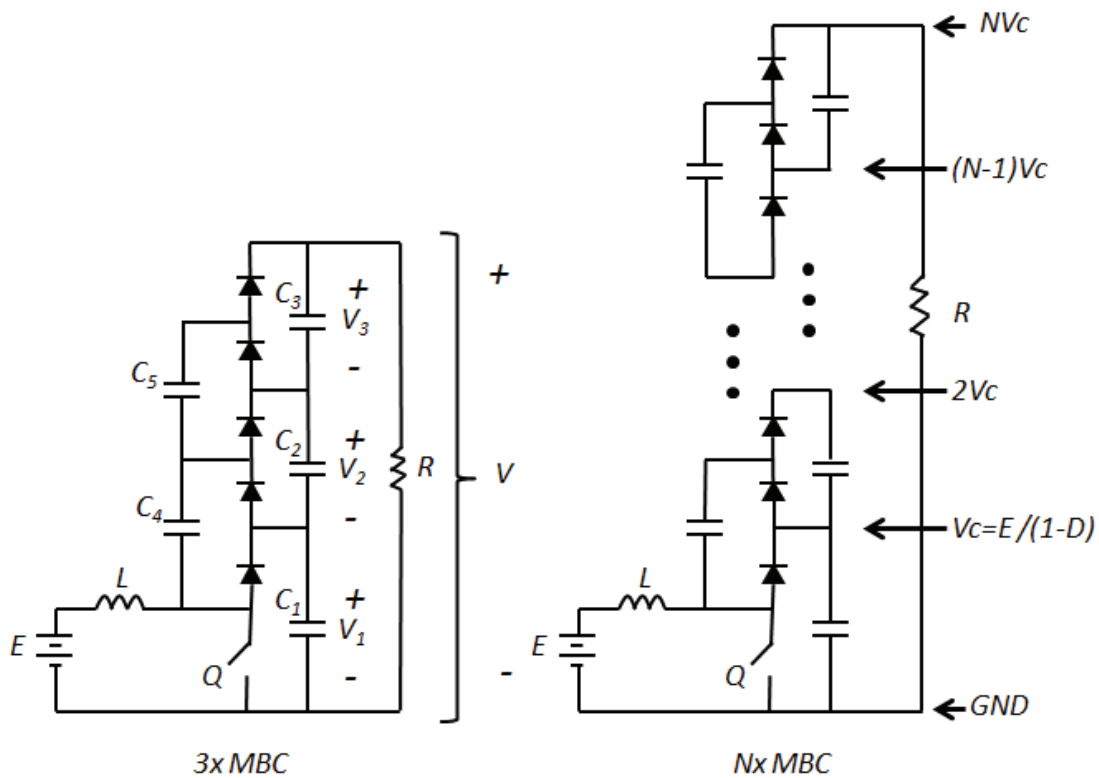 NVc
(N-1)Vc
R
2Vc
Vc=E/(1-D)
L
E
Q
GND
Nx MBC
C3
+
V3
-
C5
C2
+
V2
-
R
C4
L
C1
+
V1
-
E
Q
+
V
-
3x MBC